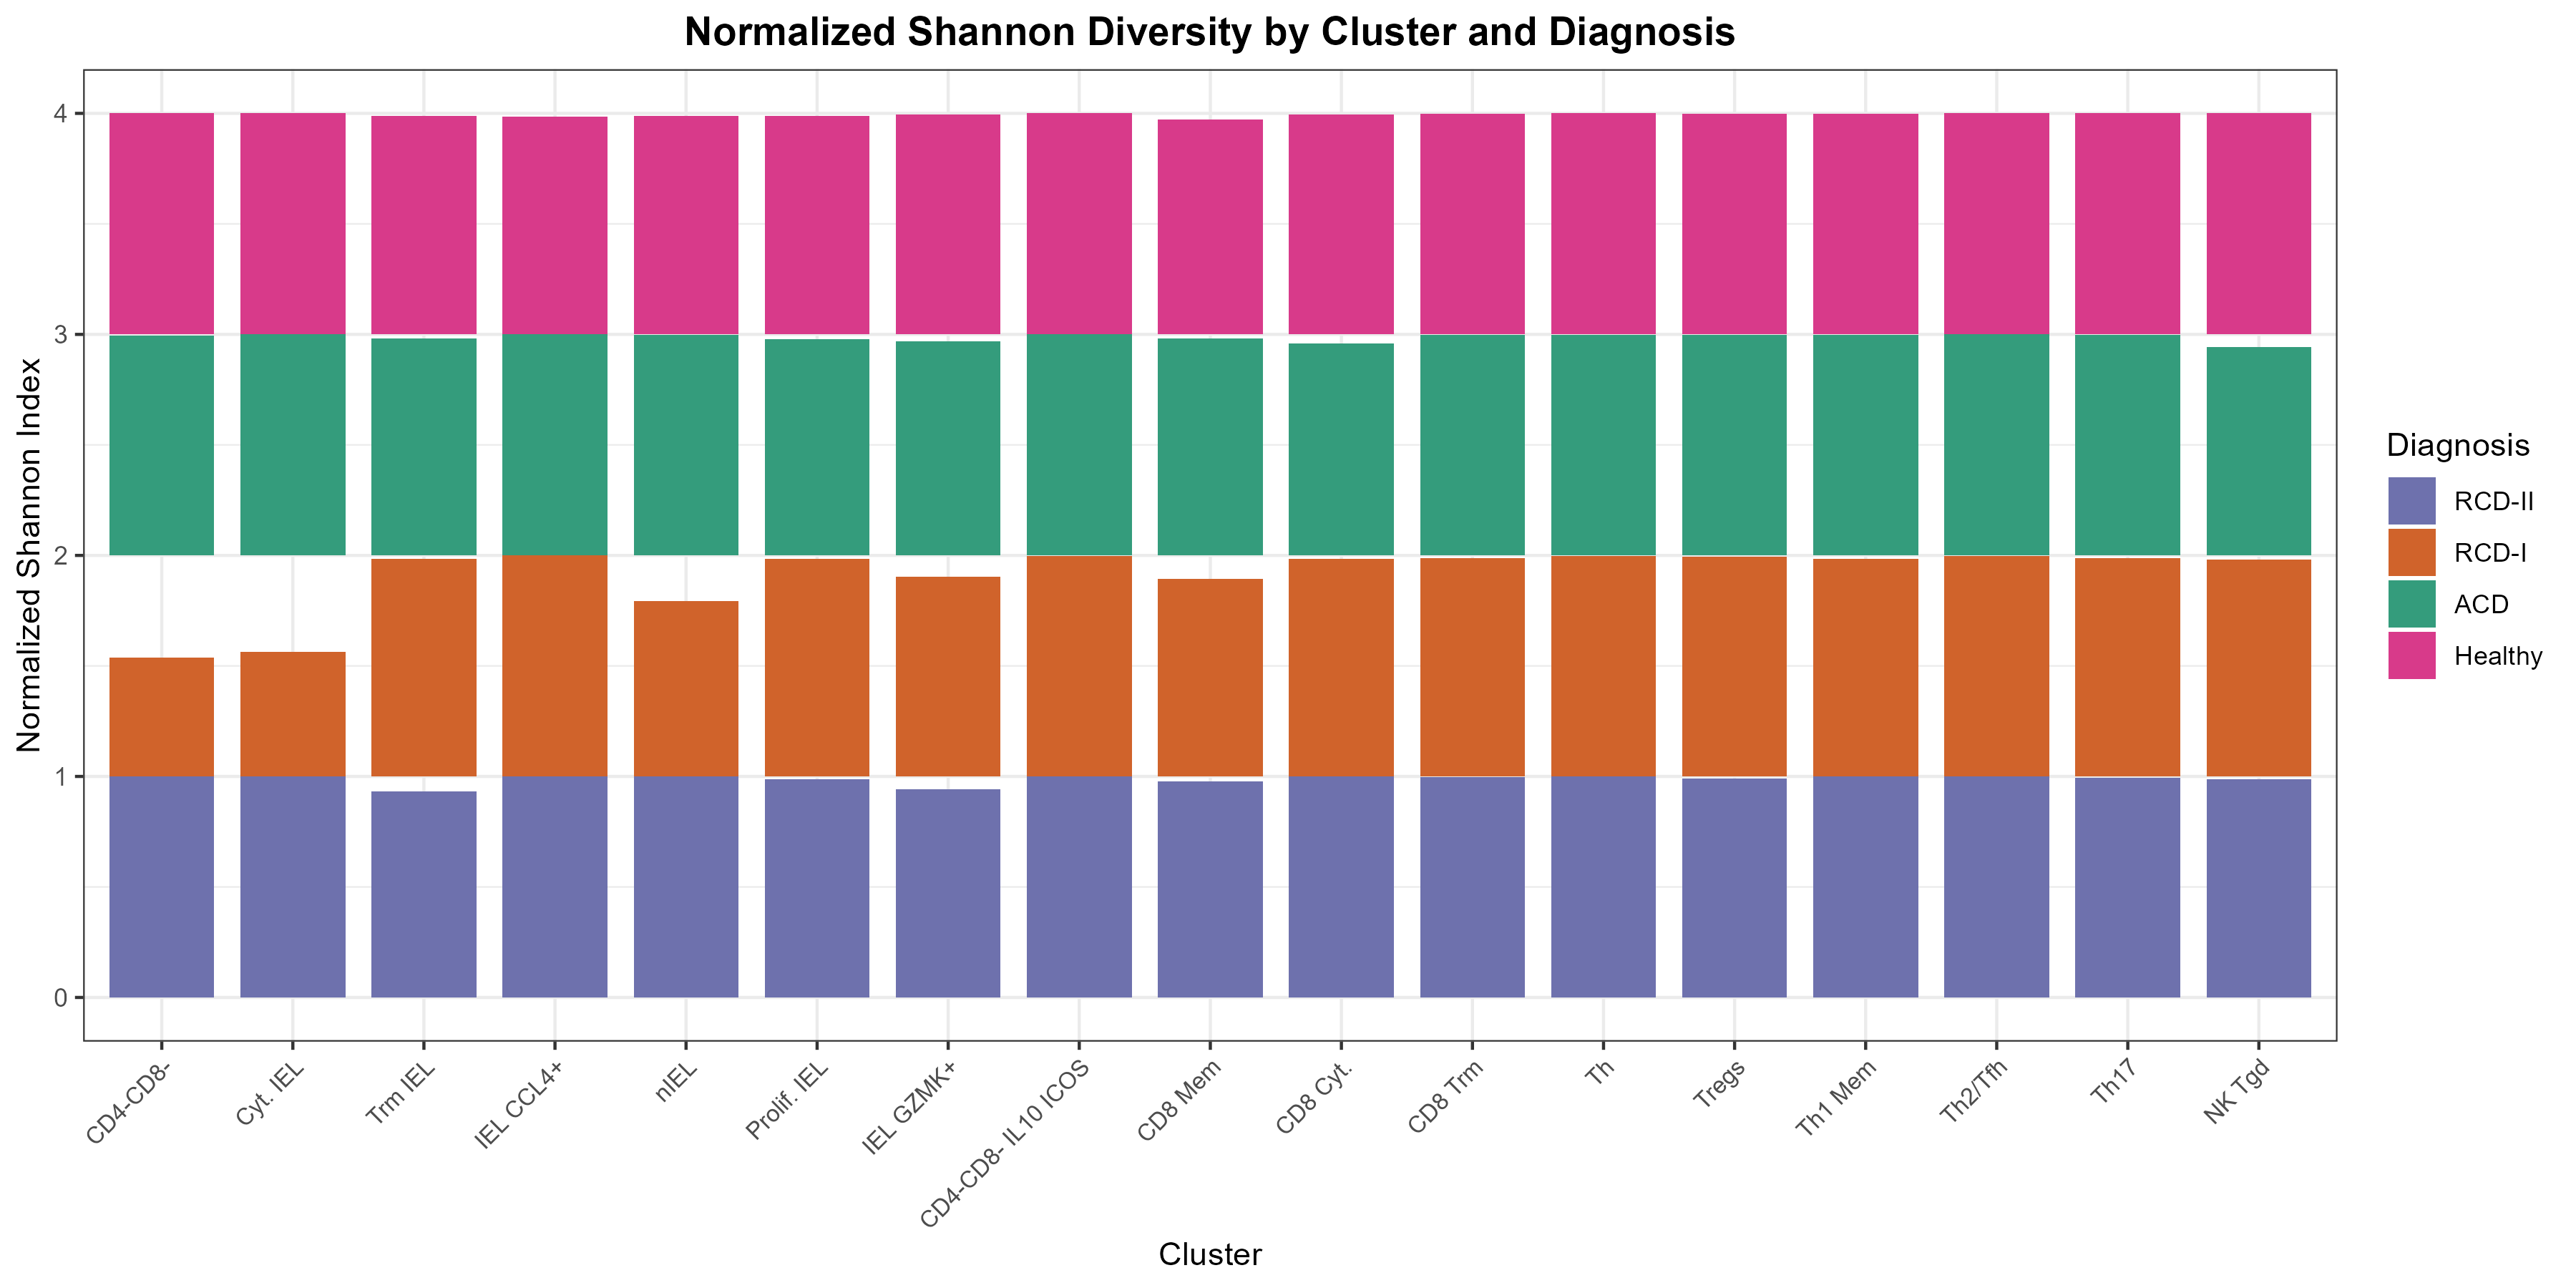 Normalized Shannon Diversity by Cluster and Diagnosis
Normalized Shannon Index
4
3
2
1
0
CD4-CD8-
Cyt. IEL
Trm IEL
IEL CCL4+
nIEL
Prolif. IEL
IEL GZMK+
CD4-CD8- IL10 ICOS
CD8 Mem
CD8 Cyt.
CD8 Trm
Th
Tregs
Th1 Mem
Th2/Tfh
Th17
NK Tgd
Cluster
Diagnosis
RCD-II
RCD-I
ACD
Healthy